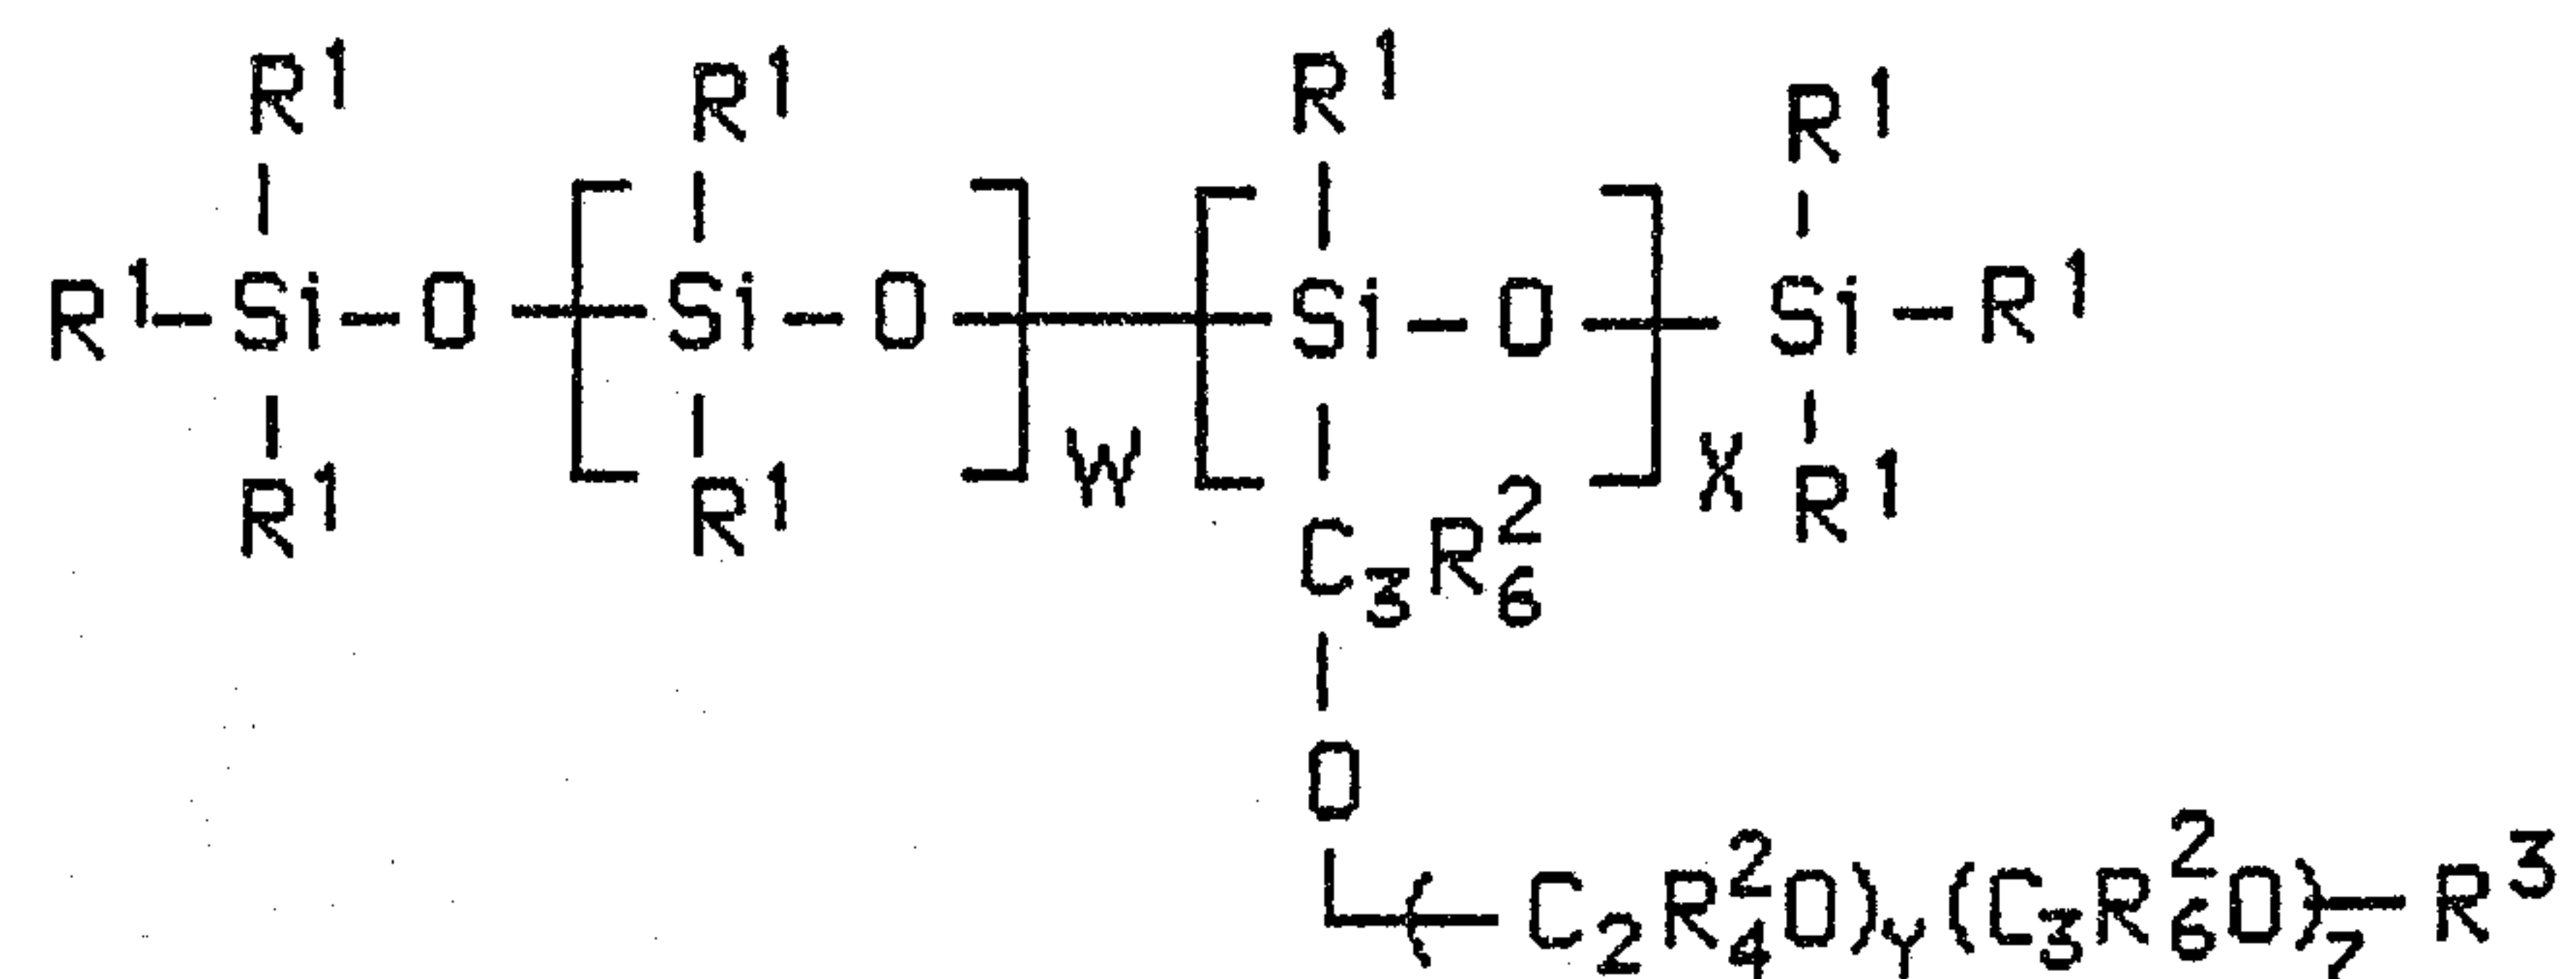 R¹ R¹ R¹ R¹
R¹–Si–O–[Si–O]W–[Si–O]X–Si–R¹
R¹ R¹ C₃R²₆ R¹
O
(C₂R²₄O)Y(C₃R²₆O)Z–R³